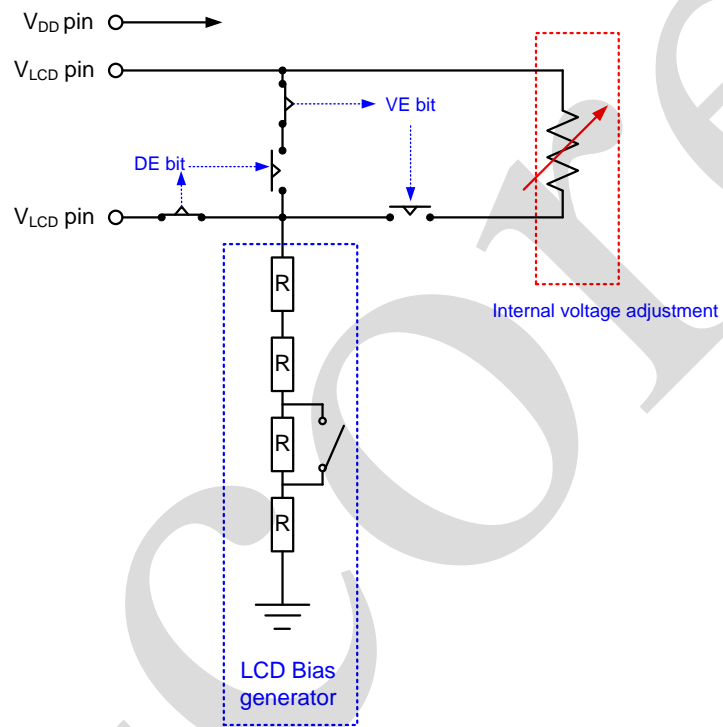 VDD pin
VLCD pin
VE bit
DE bit
VLCD pin
R
Internal voltage adjustment
R
R
R
LCD Bias
generator